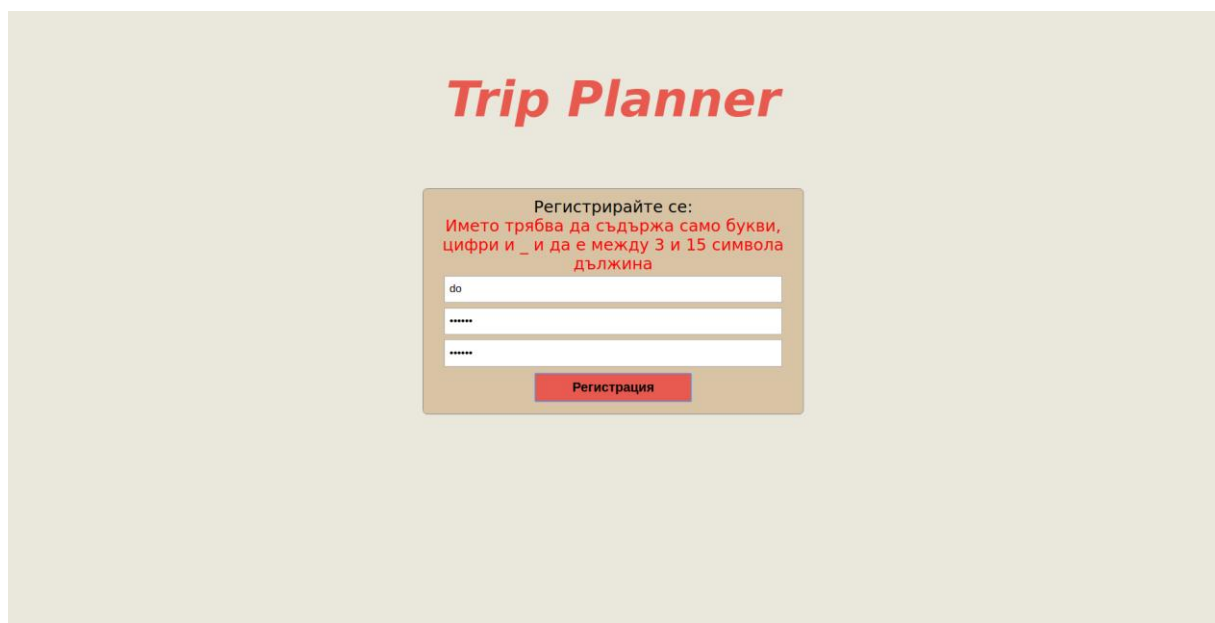 Trip Planner
Регистрирайте се:
Името трябва да съдържа само букви,
цифри и _ и да е между 3 и 15 символа
дължина
do
••••••
••••••
Регистрация